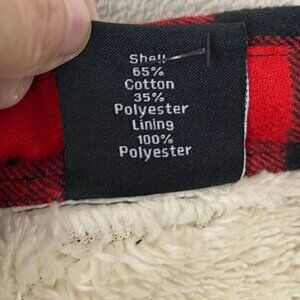 Shell
65%
Cotton
35%
Polyester
Lining
100%
Polyester